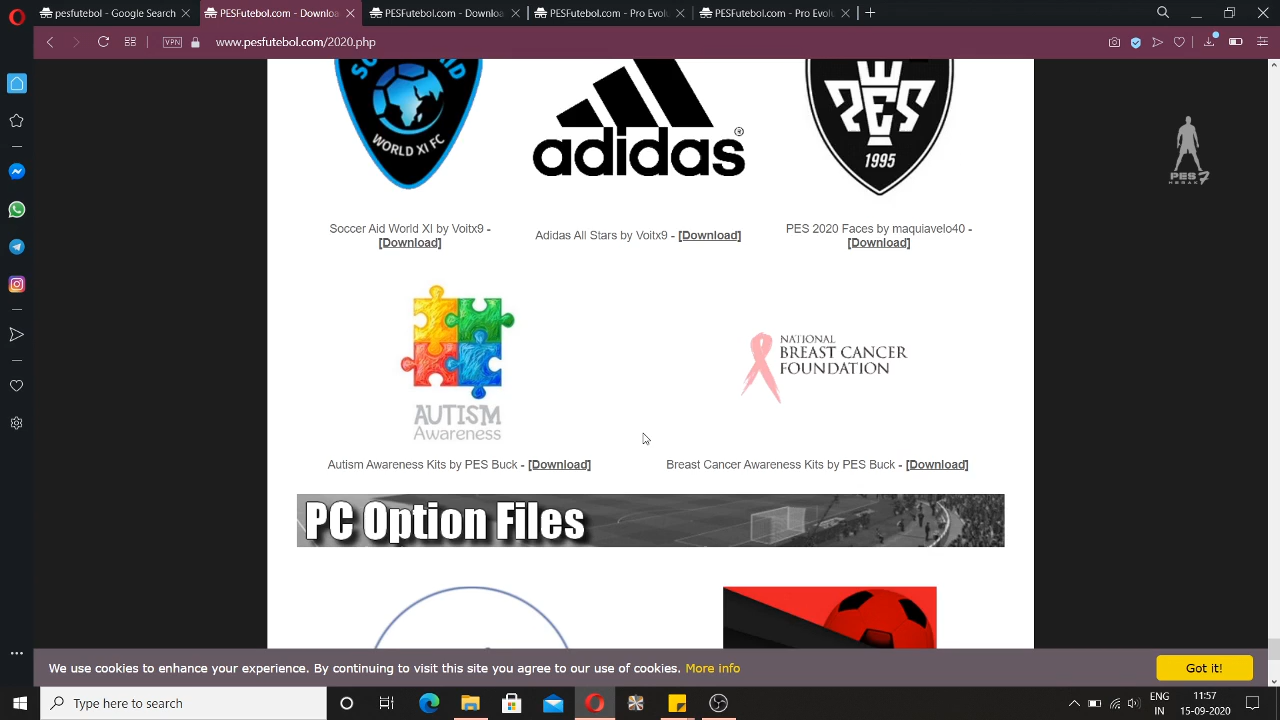 pesfutebol - Google Search
PESFutebol.com - Downloa
PESFutebol.com - Downloa
PESFutebol.com - Pro Evolu
PESFutebol.com - Pro Evolu
VPN
www.pesfutebol.com/2020.php
WORLD XI FC
adidas
PES
1995
PES
Soccer Aid World XI by Voitx9 -
[Download]
Adidas All Stars by Voitx9 - [Download]
PES 2020 Faces by maquiavelo40 -
[Download]
AUTISM
Awareness
NATIONAL
BREAST CANCER
FOUNDATION
Autism Awareness Kits by PES Buck - [Download]
Breast Cancer Awareness Kits by PES Buck - [Download]
PC Option Files
We use cookies to enhance your experience. By continuing to visit this site you agree to our use of cookies. More info
Got it!
Type here to search
ENG
IN
11:57
15-09-2020